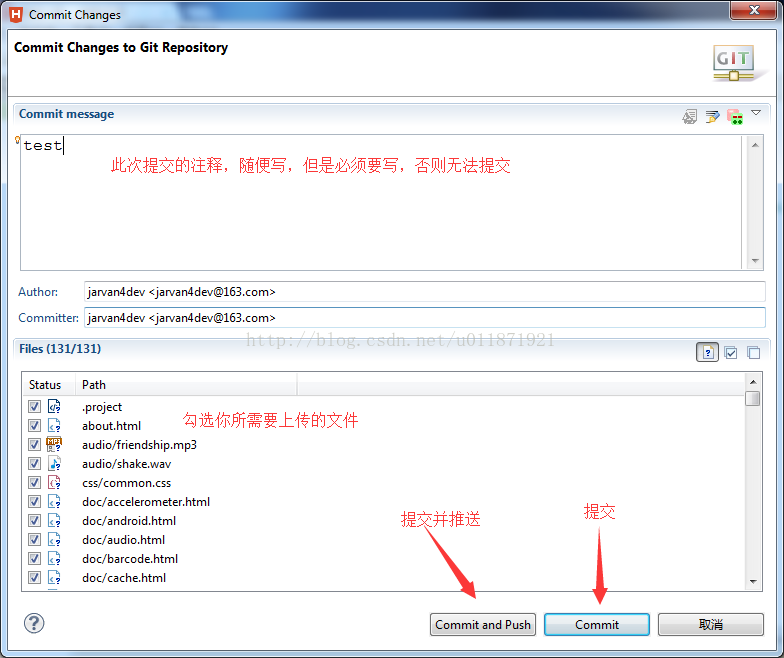 Commit Changes
Commit Changes to Git Repository
GIT
Commit message
test
此次提交的注释，随便写，但是必须要写，否则无法提交
Author: jarvan4dev <jarvan4dev@163.com>
Committer: jarvan4dev <jarvan4dev@163.com>
http://blog.csdn.net/u011871921
Files (131/131)
Status Path
.project
about.html
勾选你所需要上传的文件
audio/friendship.mp3
audio/shake.wav
css/common.css
doc/accelerometer.html
doc/android.html
doc/audio.html
doc/barcode.html
doc/cache.html
提交并推送
提交
Commit and Push Commit 取消